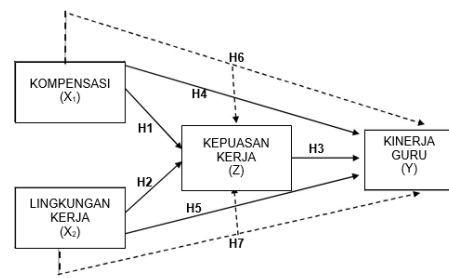 H6
KOMPENSASI
(X₁)
H4
H1
KEPUASAN
KERJA
(Z)
H3
KINERJA
GURU
(Y)
H2
H5
LINGKUNGAN
KERJA
(X₂)
H7